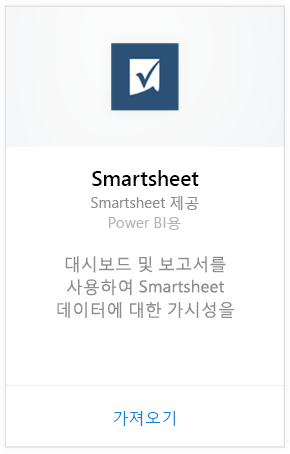 Smartsheet
Smartsheet 제공
Power BI용
대시보드 및 보고서를
사용하여 Smartsheet
데이터에 대한 가시성을
가져오기